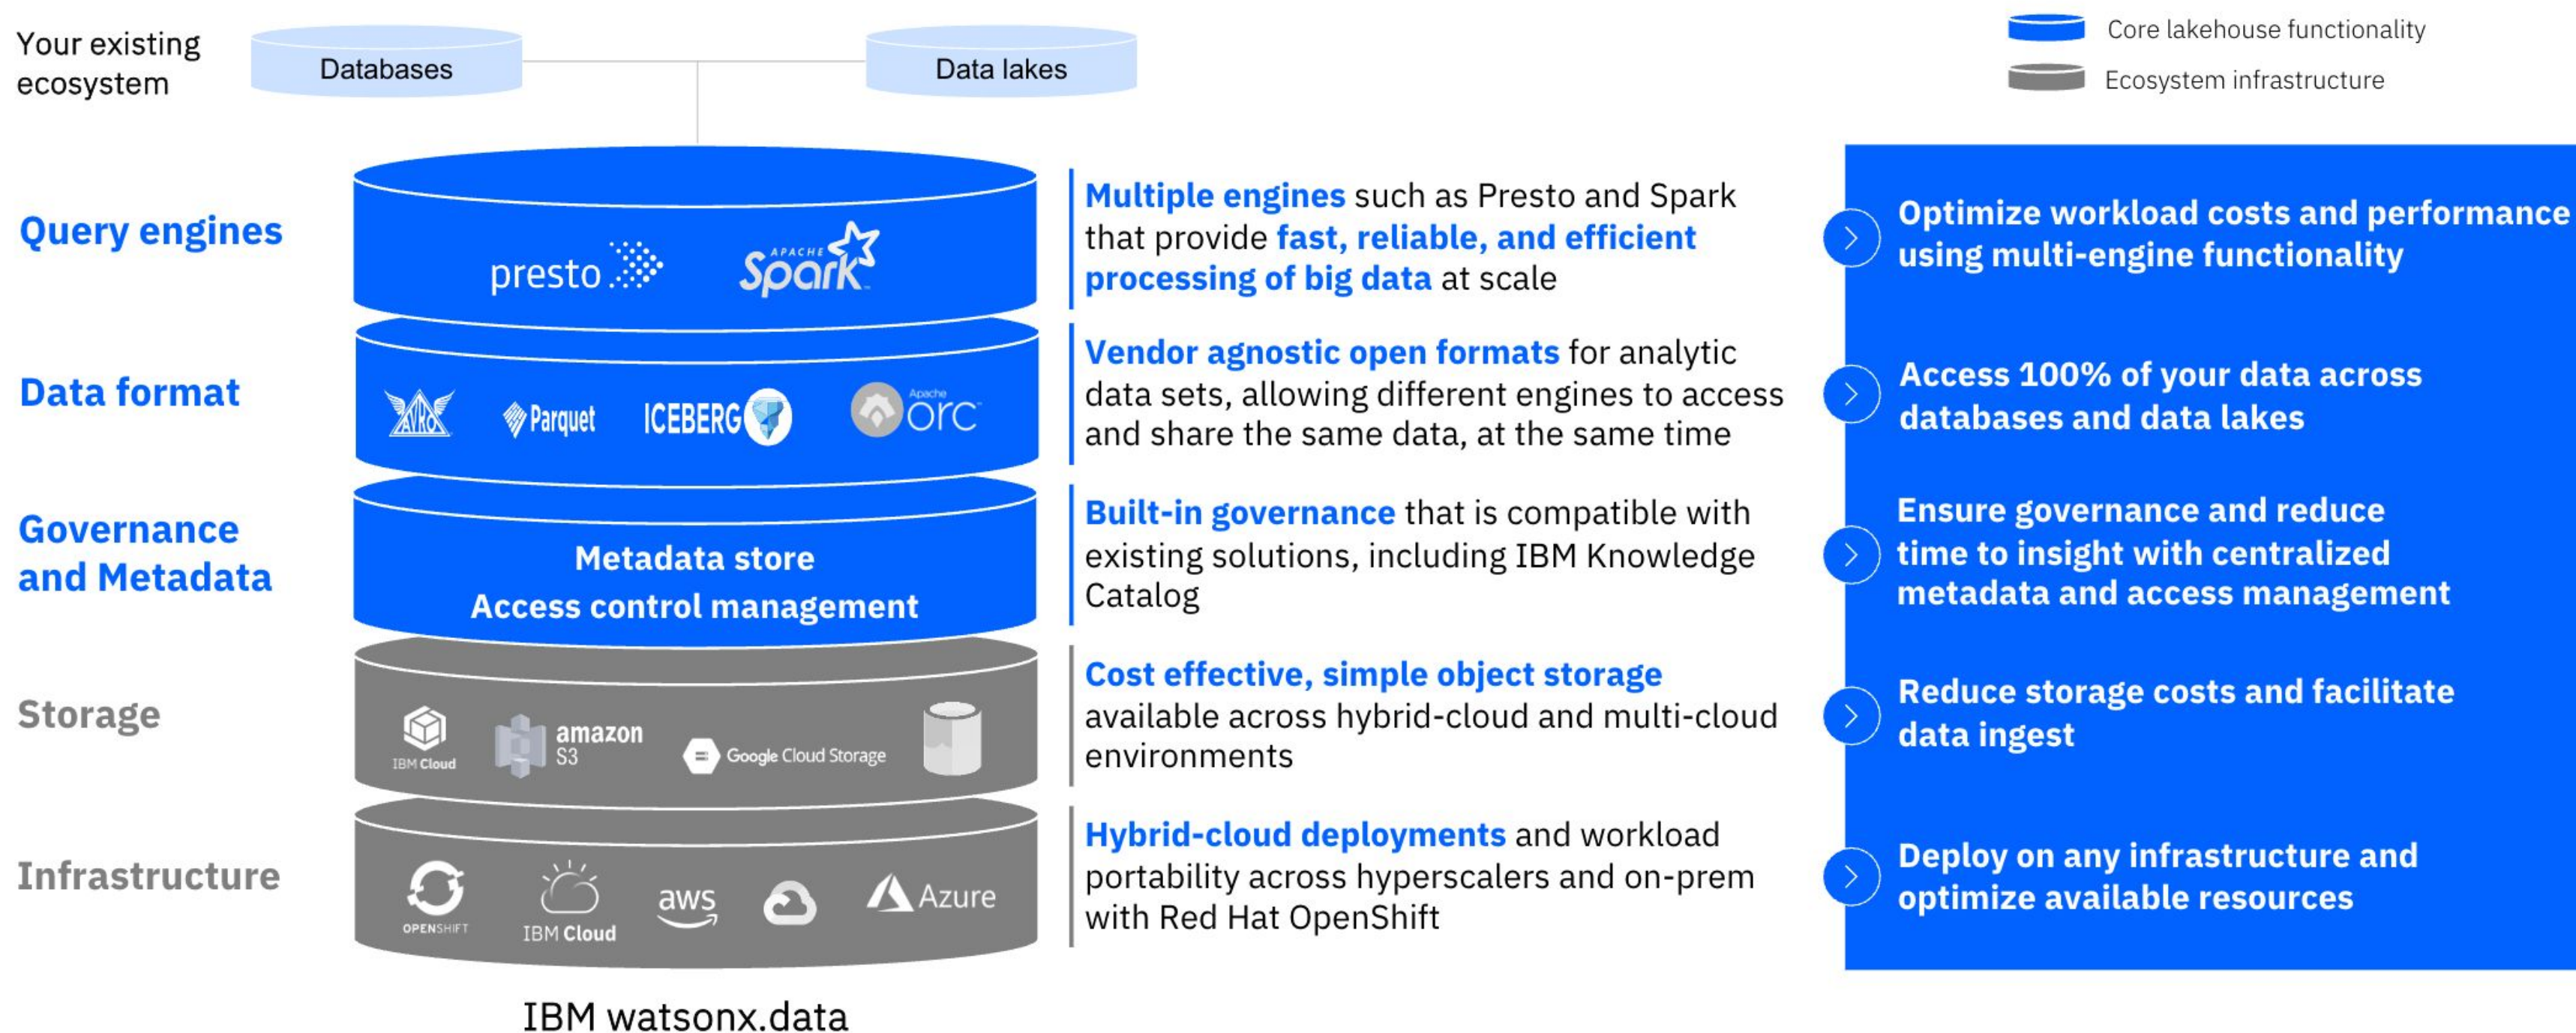 Your existing
ecosystem
Databases
Data lakes
Core lakehouse functionality
Ecosystem infrastructure
Query engines
presto
APACHE
Spark™
Multiple engines such as Presto and Spark
that provide fast, reliable, and efficient
processing of big data at scale
Optimize workload costs and performance
using multi-engine functionality
Data format
AVRO
Parquet
ICEBERG
Apache
orc™
Vendor agnostic open formats for analytic
data sets, allowing different engines to access
and share the same data, at the same time
Access 100% of your data across
databases and data lakes
Governance
and Metadata
Metadata store
Access control management
Built-in governance that is compatible with
existing solutions, including IBM Knowledge
Catalog
Ensure governance and reduce
time to insight with centralized
metadata and access management
Storage
IBM Cloud
amazon
S3
Google Cloud Storage
Cost effective, simple object storage
available across hybrid-cloud and multi-cloud
environments
Reduce storage costs and facilitate
data ingest
Infrastructure
OPENSHIFT
IBM Cloud
aws
Azure
Hybrid-cloud deployments and workload
portability across hyperscalers and on-prem
with Red Hat OpenShift
Deploy on any infrastructure and
optimize available resources
IBM watsonx.data